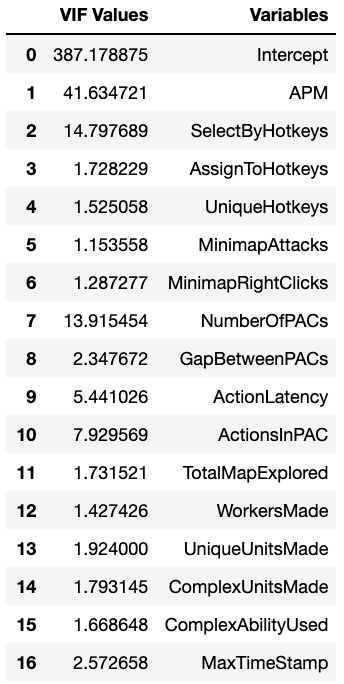 VIF Values Variables
0 387.178875 Intercept
1 41.634721 APM
2 14.797689 SelectByHotkeys
3 1.728229 AssignToHotkeys
4 1.525058 UniqueHotkeys
5 1.153558 MinimapAttacks
6 1.287277 MinimapRightClicks
7 13.915454 NumberOfPACs
8 2.347672 GapBetweenPACs
9 5.441026 ActionLatency
10 7.929569 ActionsInPAC
11 1.731521 TotalMapExplored
12 1.427426 WorkersMade
13 1.924000 UniqueUnitsMade
14 1.793145 ComplexUnitsMade
15 1.668648 ComplexAbilityUsed
16 2.572658 MaxTimeStamp